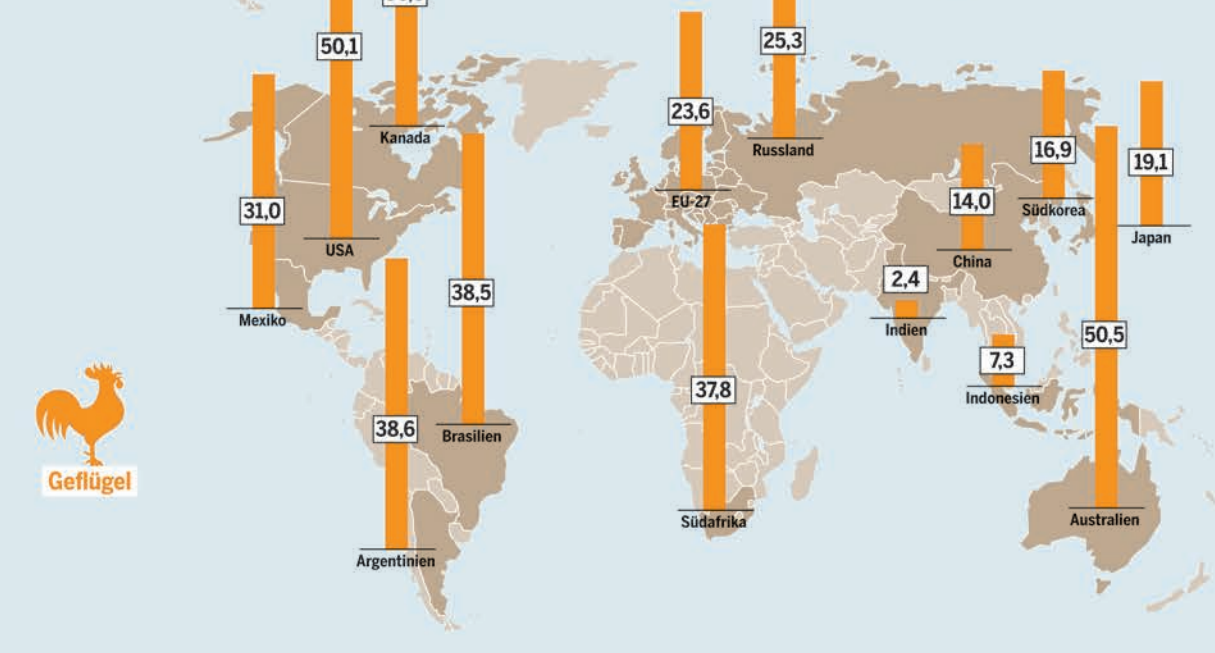 50,1
25,3
23,6
Kanada
Russland
16,9
19,1
EU-27
14,0
31,0
Südkorea
USA
Japan
China
2,4
38,5
Mexiko
Indien
50,5
7,3
37,8
Indonesien
38,6
Brasilien
Geflügel
Südafrika
Australien
Argentinien